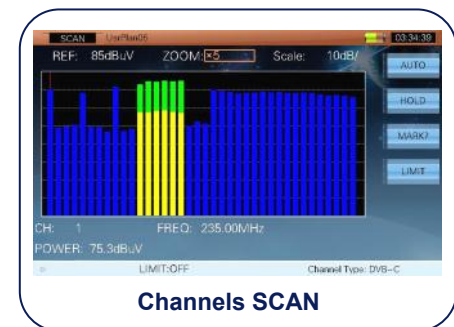 SCAN UsrPlan05 03:34:39
REF: 85dBuV ZOOM: ×5 Scale: 10dB/
AUTO
HOLD
MARK?
LIMIT
CH: 1 FREQ: 235.00MHz
POWER: 75.3dBuV
LIMIT:OFF Channel Type: DVB-C
Channels SCAN